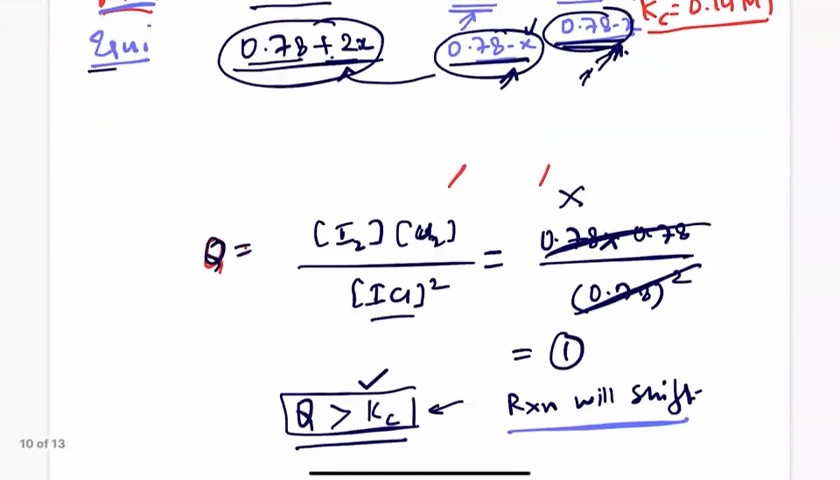 Kc = 0.14 M
Equi 0.78 + 2x 0.78 - x 0.78 - x
Q = [I2] [Cl2] / [ICl]^2 = 0.78 x 0.78 / (0.78)^2
= 1
Q > Kc ← Rxn will shift
10 of 13